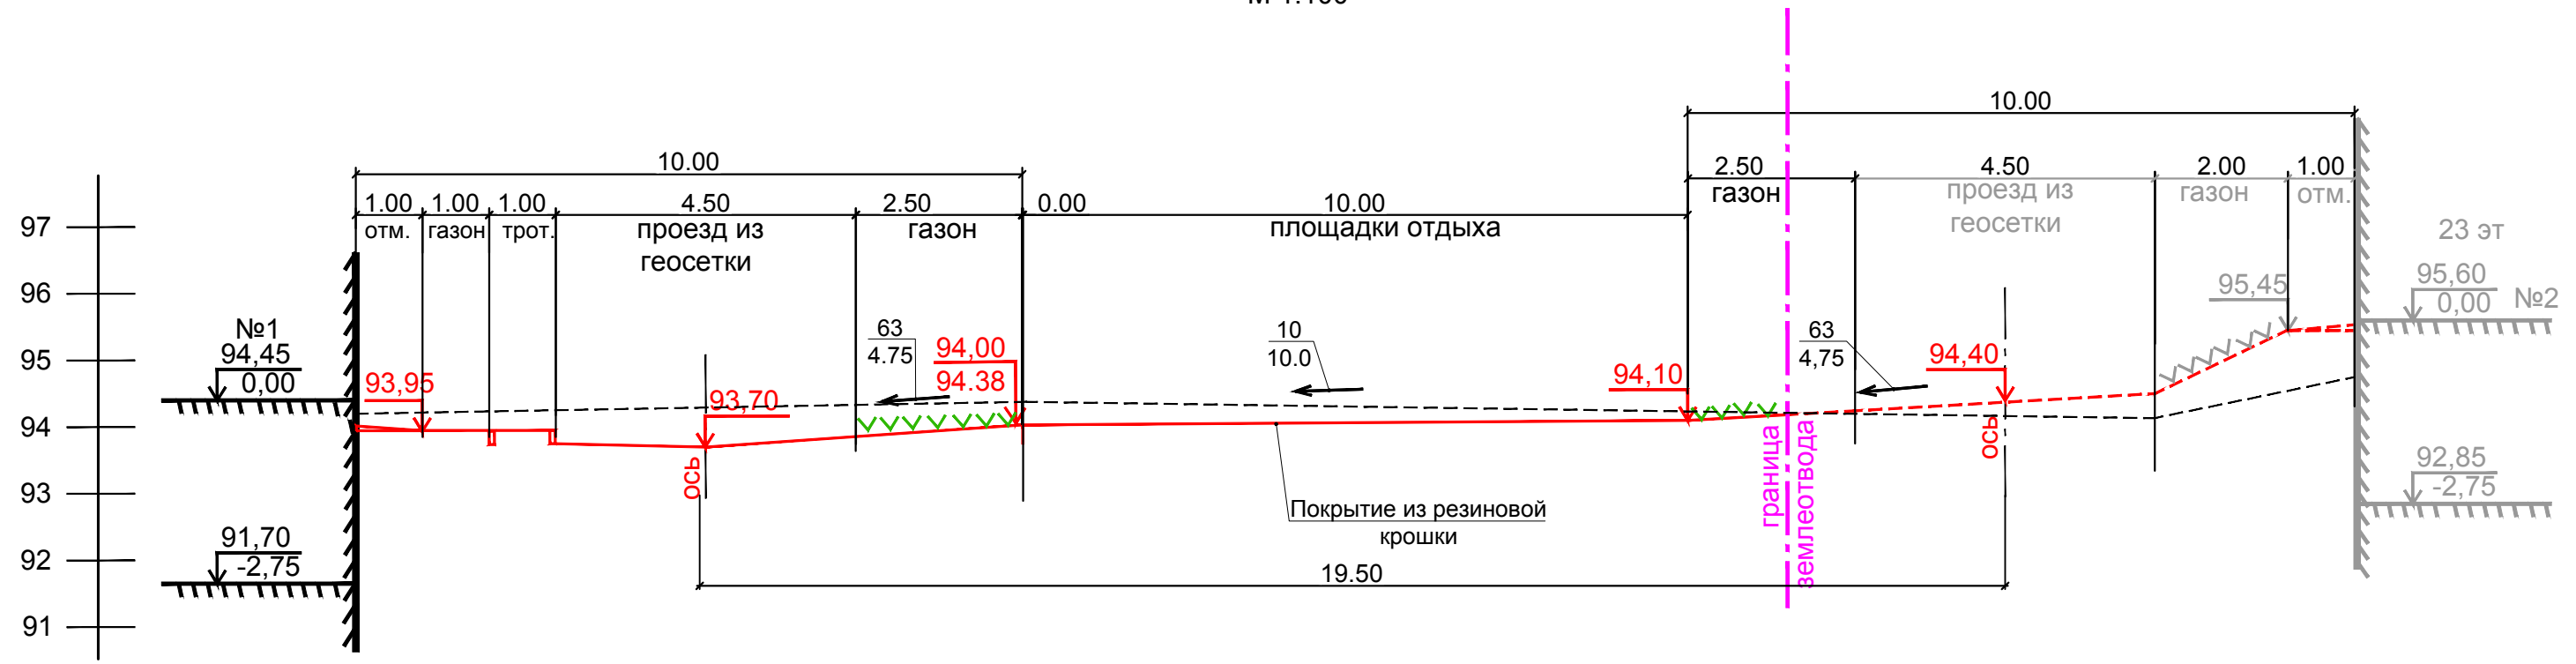 М 1:100
10.00
10.00
2.50
4.50
2.00
1.00
газон
проезд из
геосетки
газон
отм.
1.00
1.00
1.00
4.50
2.50
0.00
10.00
отм.
газон
трот.
проезд из
геосетки
газон
площадки отдыха
97
96
95
94
93
92
91
23 эт
95,60
0,00
№2
95,45
№1
94,45
0,00
93,95
63
4.75
94,00
94.38
10
10.0
94,10
63
4,75
94,40
93,70
ось
ось
граница
землеотвода
Покрытие из резиновой
крошки
92,85
-2,75
91,70
-2,75
19.50